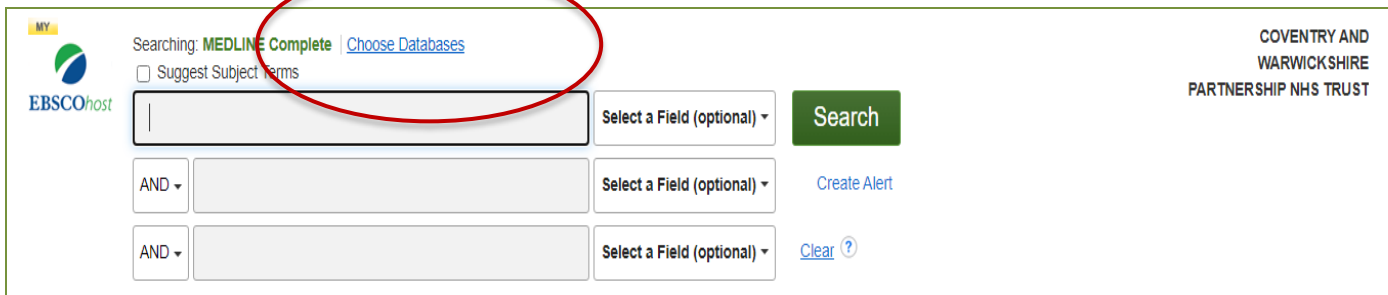 MY
EBSCOhost
Searching: MEDLINE Complete | Choose Databases
Suggest Subject Terms
Select a Field (optional)
Search
AND
Select a Field (optional)
Create Alert
AND
Select a Field (optional)
Clear ?
COVENTRY AND
WARWICKSHIRE
PARTNERSHIP NHS TRUST